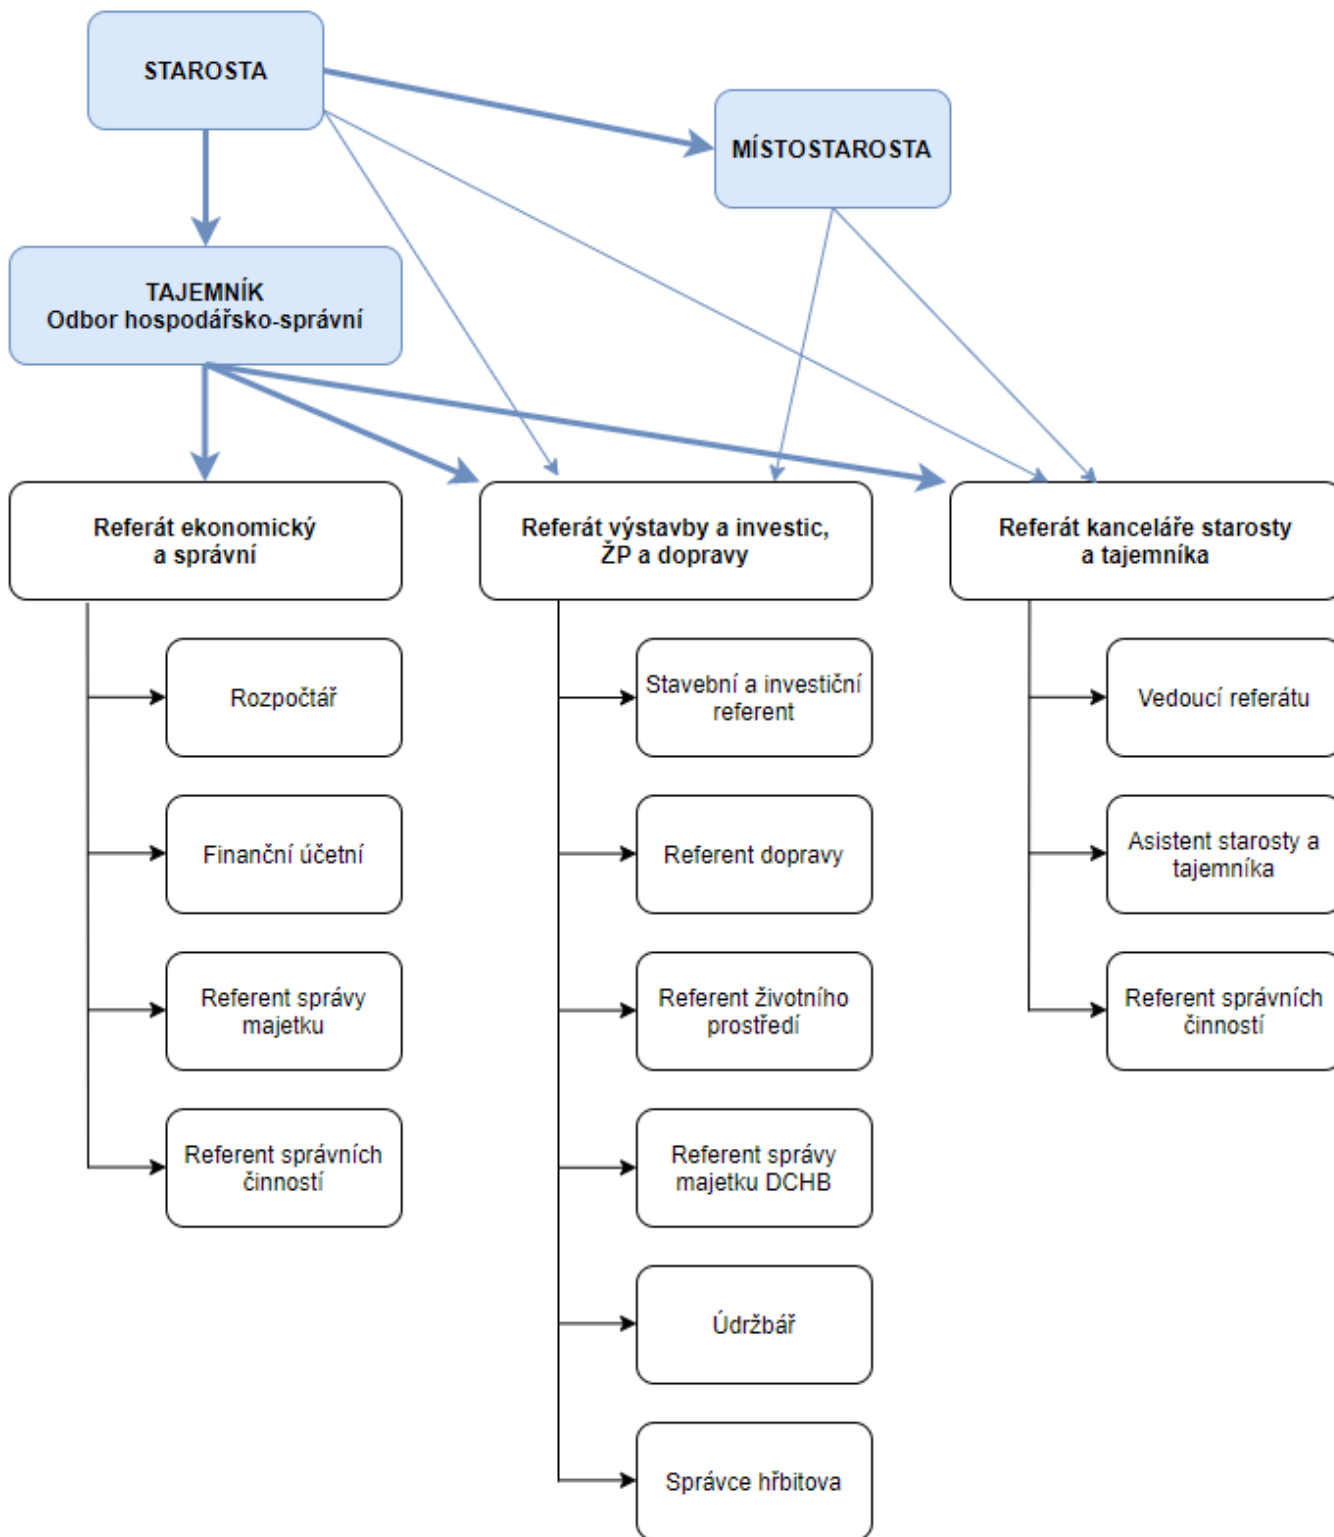 STAROSTA
MÍSTOSTAROSTA
TAJEMNÍK
Odbor hospodářsko-správní
Referát ekonomický
a správní
Referát výstavby a investic,
ŽP a dopravy
Referát kanceláře starosty
a tajemníka
Rozpočtář
Finanční účetní
Referent správy
majetku
Referent správních
činností
Stavební a investiční
referent
Referent dopravy
Referent životního
prostředí
Referent správy
majetku DCHB
Údržbář
Správce hřbitova
Vedoucí referátu
Asistent starosty a
tajemníka
Referent správních
činností